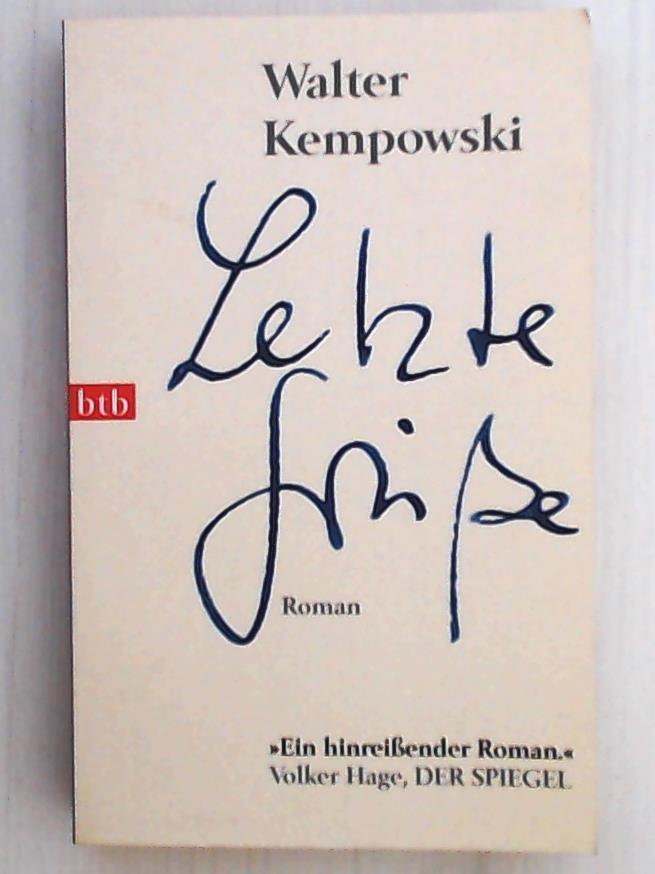 Walter
Kempowski
Letzte
btb
Grüße
Roman
»Ein hinreißender Roman.«
Volker Hage, DER SPIEGEL